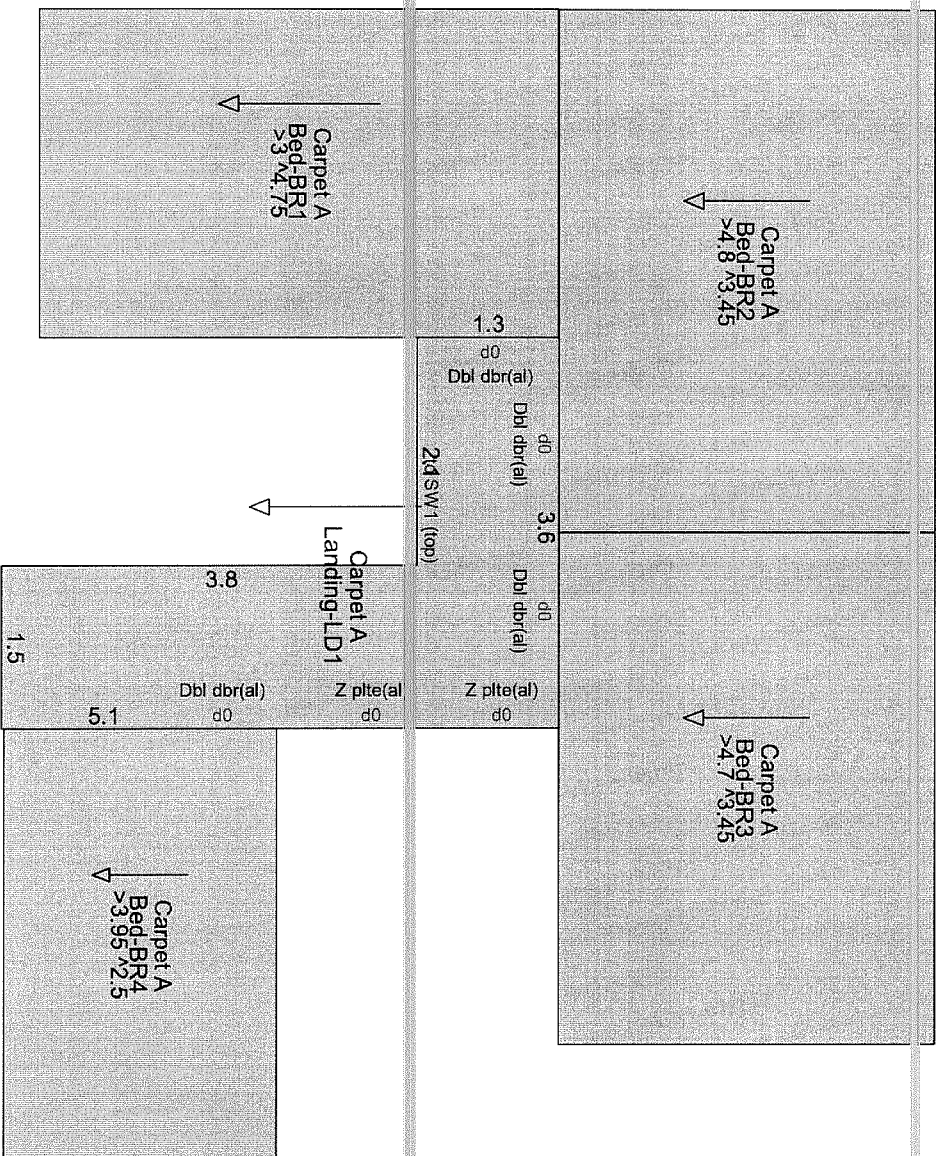 Carpet A
Bed-BR1
>3 ^4.75
Carpet A
Bed-BR2
>4.8 ^3.45
1.3
d0
Dbl dbr(al)
d0
Dbl dbr(al)
3.6
d0
Dbl dbr(al)
SW1 (top)
Carpet A
Landing-LD1
3.8
1.5
5.1
Dbl dbr(al)
d0
Z plte(al
d0
Z plte(al)
d0
Carpet A
Bed-BR3
>4.7 ^3.45
Carpet A
Bed-BR4
>3.95 ^2.5